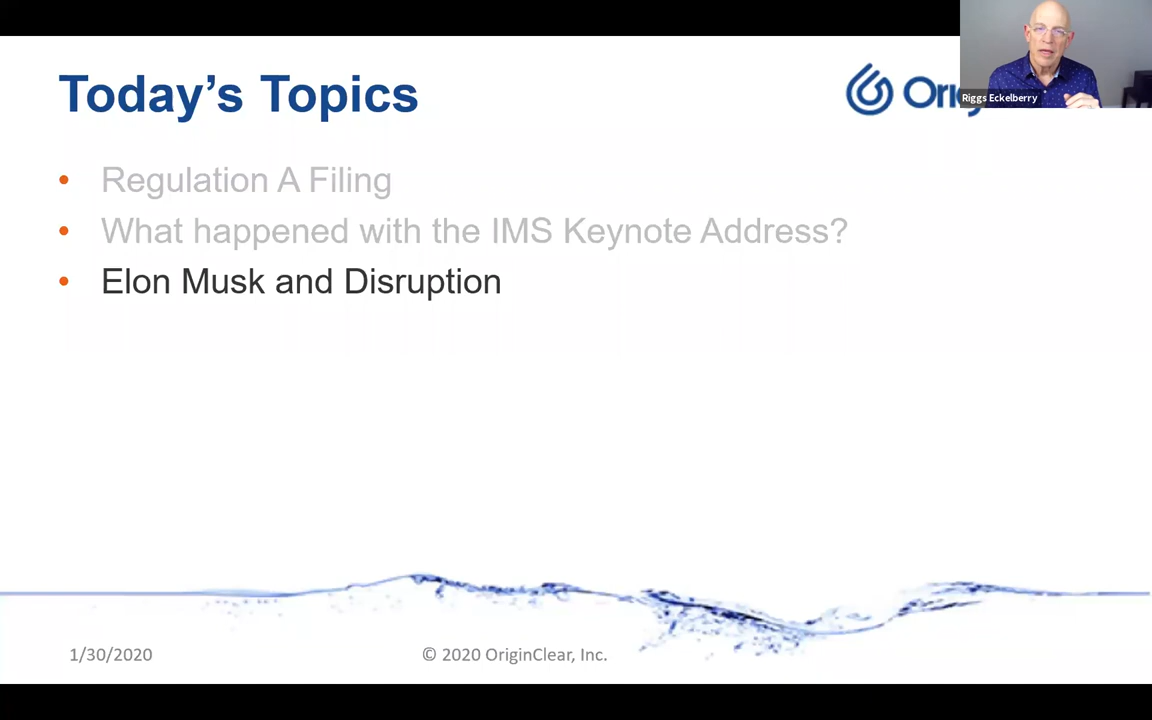 Today's Topics
Riggs Eckelberry
• Regulation A Filing
• What happened with the IMS Keynote Address?
• Elon Musk and Disruption
1/30/2020
© 2020 OriginClear, Inc.